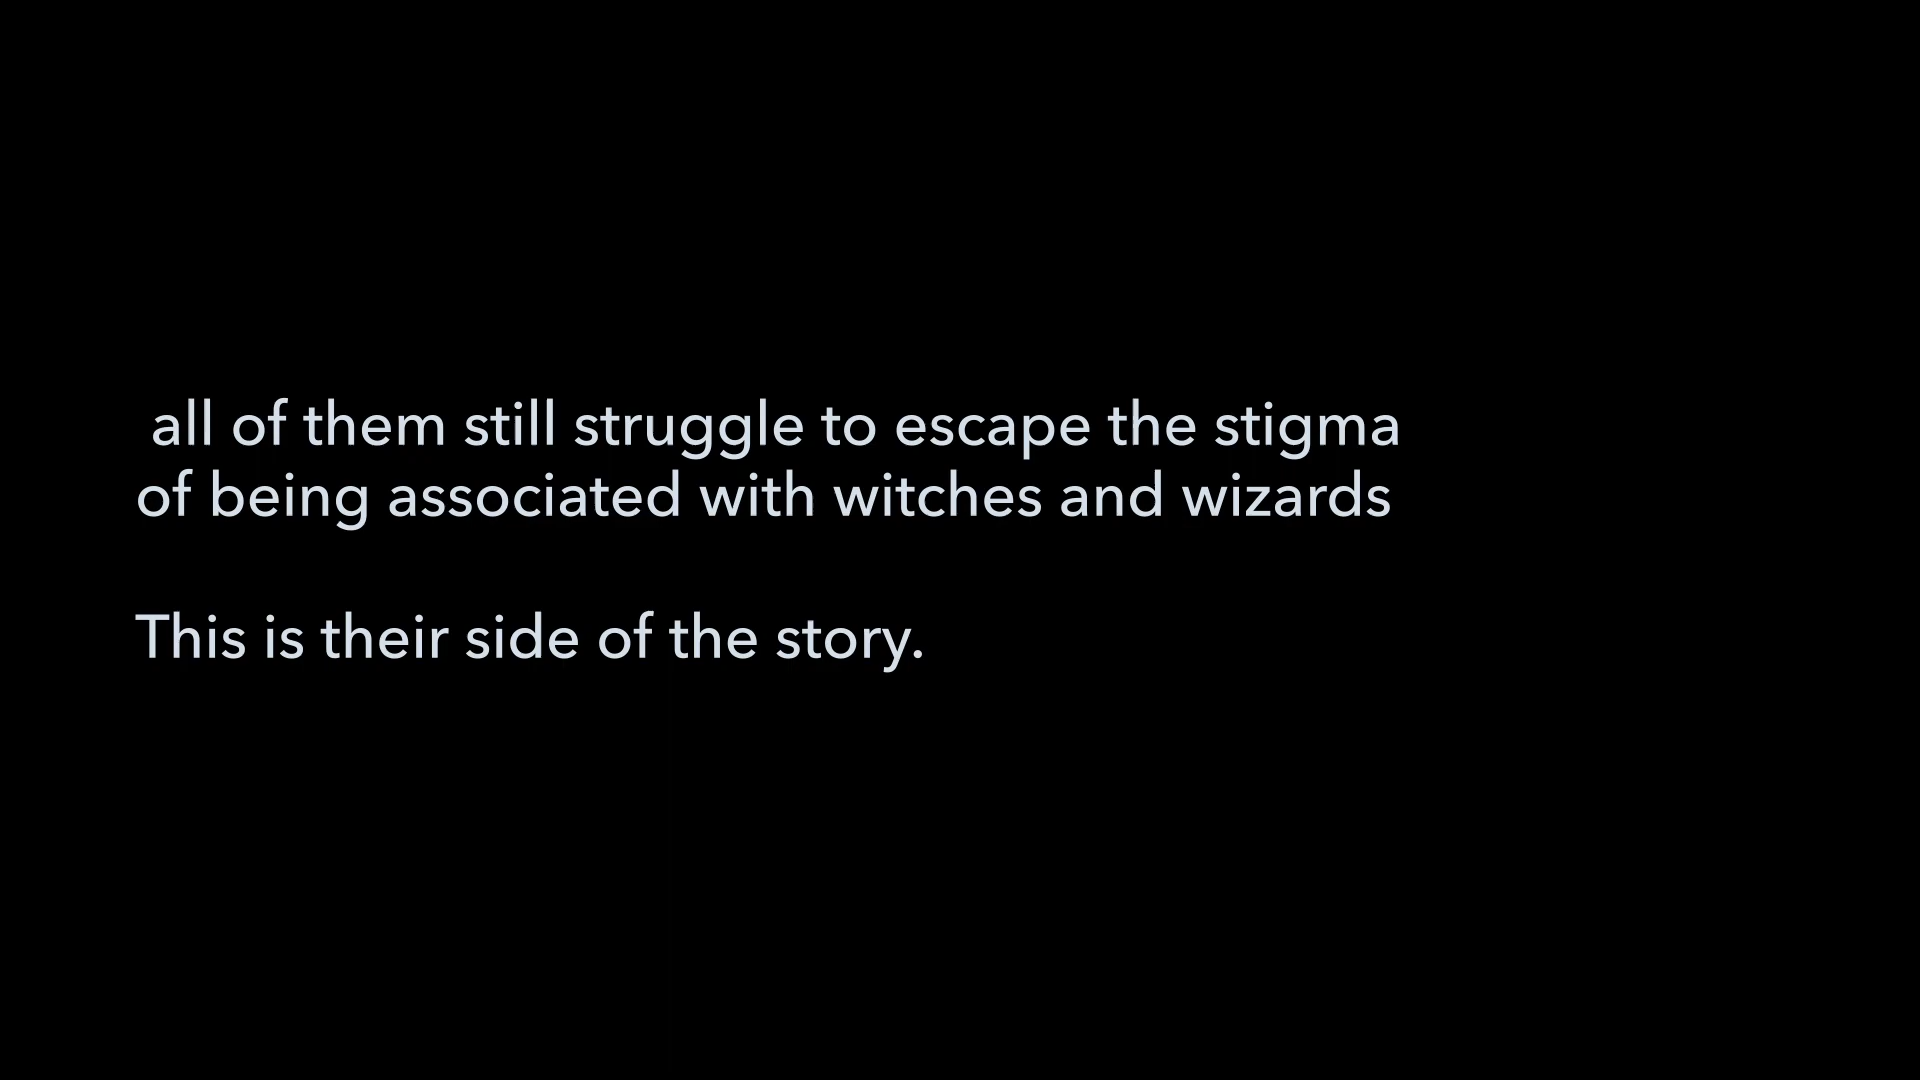 all of them still struggle to escape the stigma
of being associated with witches and wizards
This is their side of the story.